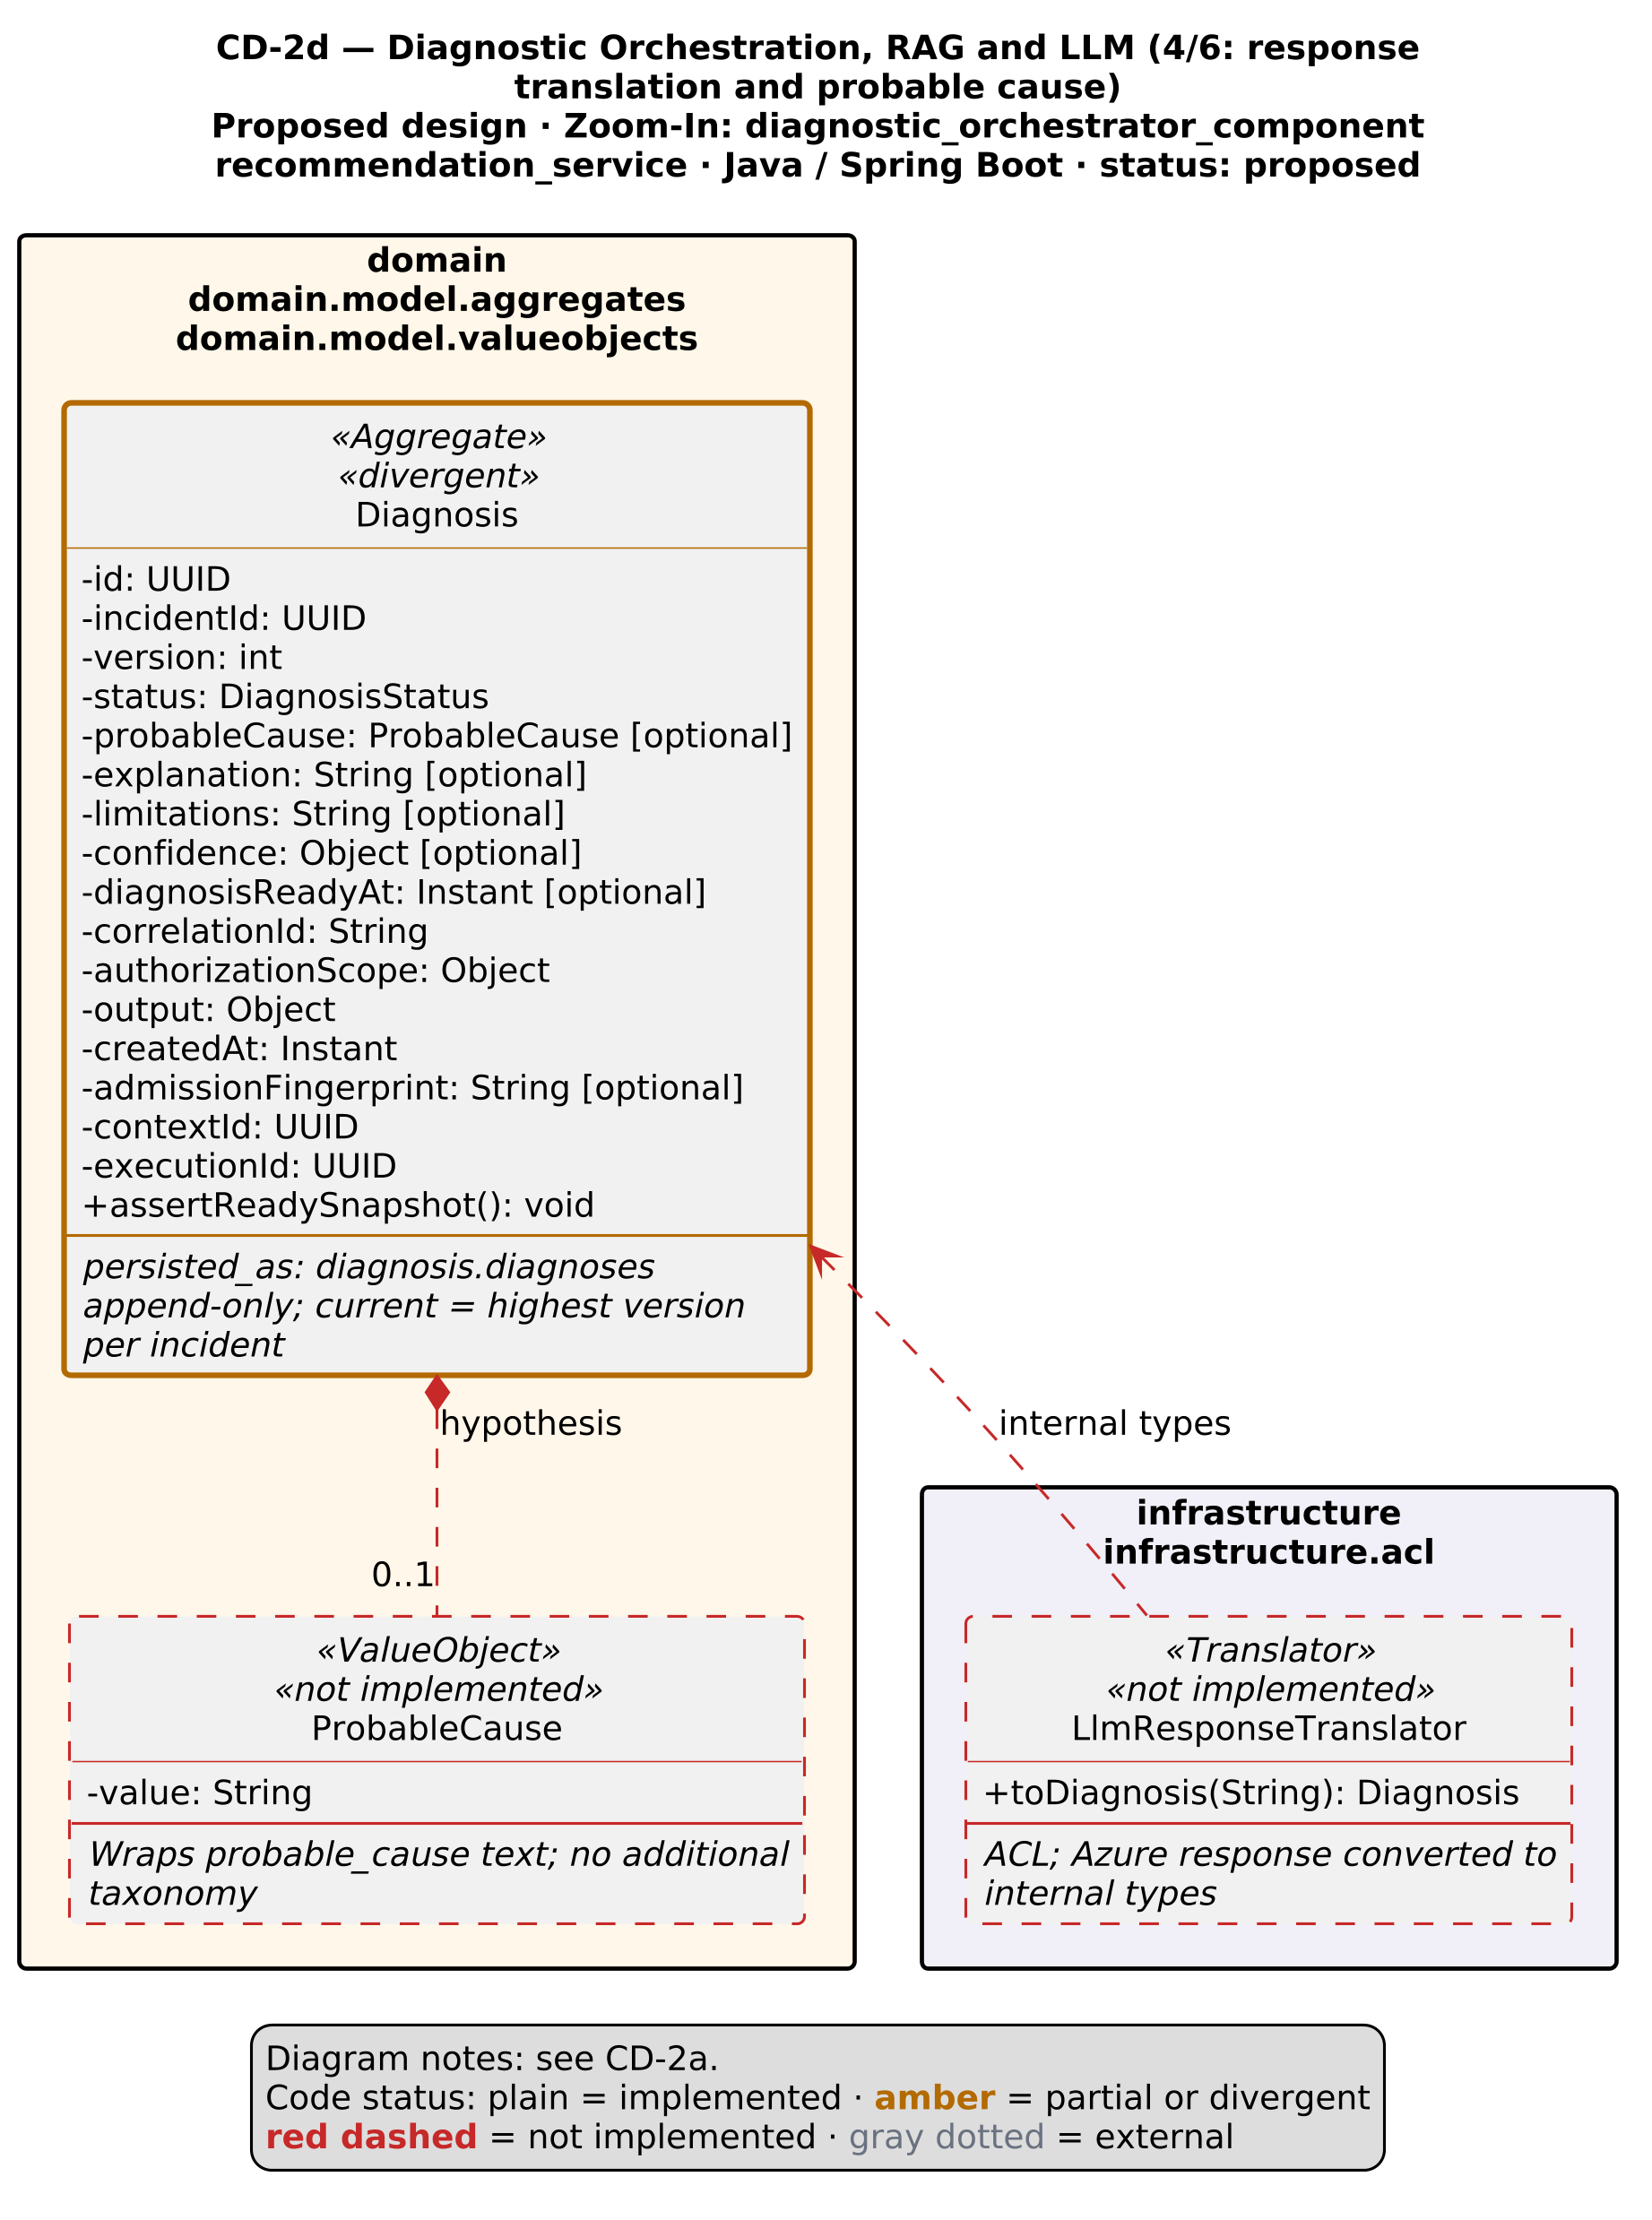 CD-2d — Diagnostic Orchestration, RAG and LLM (4/6: response
translation and probable cause)
Proposed design · Zoom-In: diagnostic_orchestrator_component
recommendation_service · Java / Spring Boot · status: proposed
domain
domain.model.aggregates
domain.model.valueobjects
«Aggregate»
«divergent»
Diagnosis
-id: UUID
-incidentId: UUID
-version: int
-status: DiagnosisStatus
-probableCause: ProbableCause [optional]
-explanation: String [optional]
-limitations: String [optional]
-confidence: Object [optional]
-diagnosisReadyAt: Instant [optional]
-correlationId: String
-authorizationScope: Object
-output: Object
-createdAt: Instant
-admissionFingerprint: String [optional]
-contextId: UUID
-executionId: UUID
+assertReadySnapshot(): void
persisted_as: diagnosis.diagnoses
append-only; current = highest version
per incident
hypothesis
0..1
internal types
«ValueObject»
«not implemented»
ProbableCause
-value: String
Wraps probable_cause text; no additional
taxonomy
infrastructure
infrastructure.acl
«Translator»
«not implemented»
LlmResponseTranslator
+toDiagnosis(String): Diagnosis
ACL; Azure response converted to
internal types
Diagram notes: see CD-2a.
Code status: plain = implemented · amber = partial or divergent
red dashed = not implemented · gray dotted = external